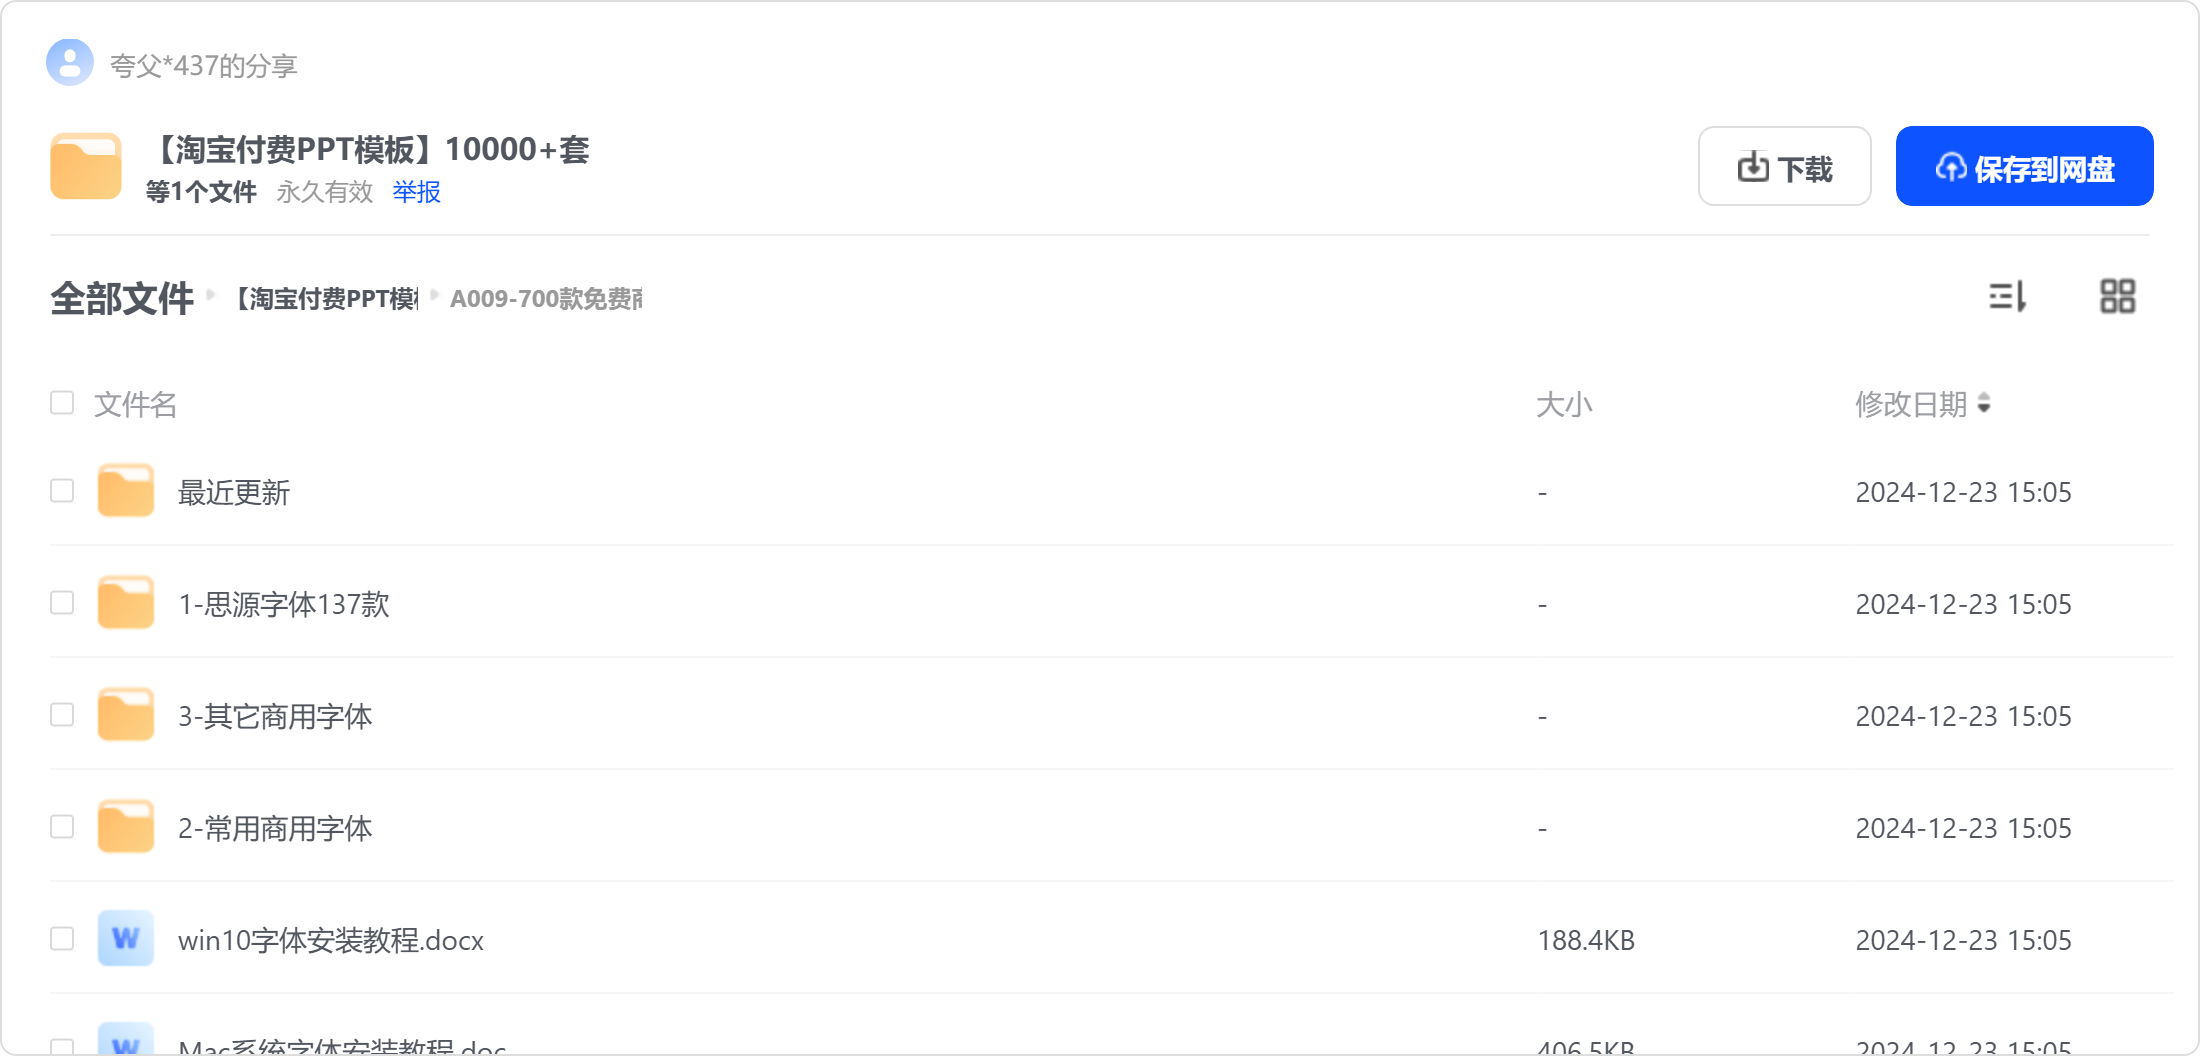 夸父*437的分享
【淘宝付费PPT模板】10000+套
等1个文件 永久有效 举报
下载
保存到网盘
全部文件 【淘宝付费PPT模 A009-700款免费商
文件名 大小 修改日期
最近更新 - 2024-12-23 15:05
1-思源字体137款 - 2024-12-23 15:05
3-其它商用字体 - 2024-12-23 15:05
2-常用商用字体 - 2024-12-23 15:05
win10字体安装教程.docx 188.4KB 2024-12-23 15:05
Mac系统字体安装教程.doc 406.5KB 2024-12-23 15:05